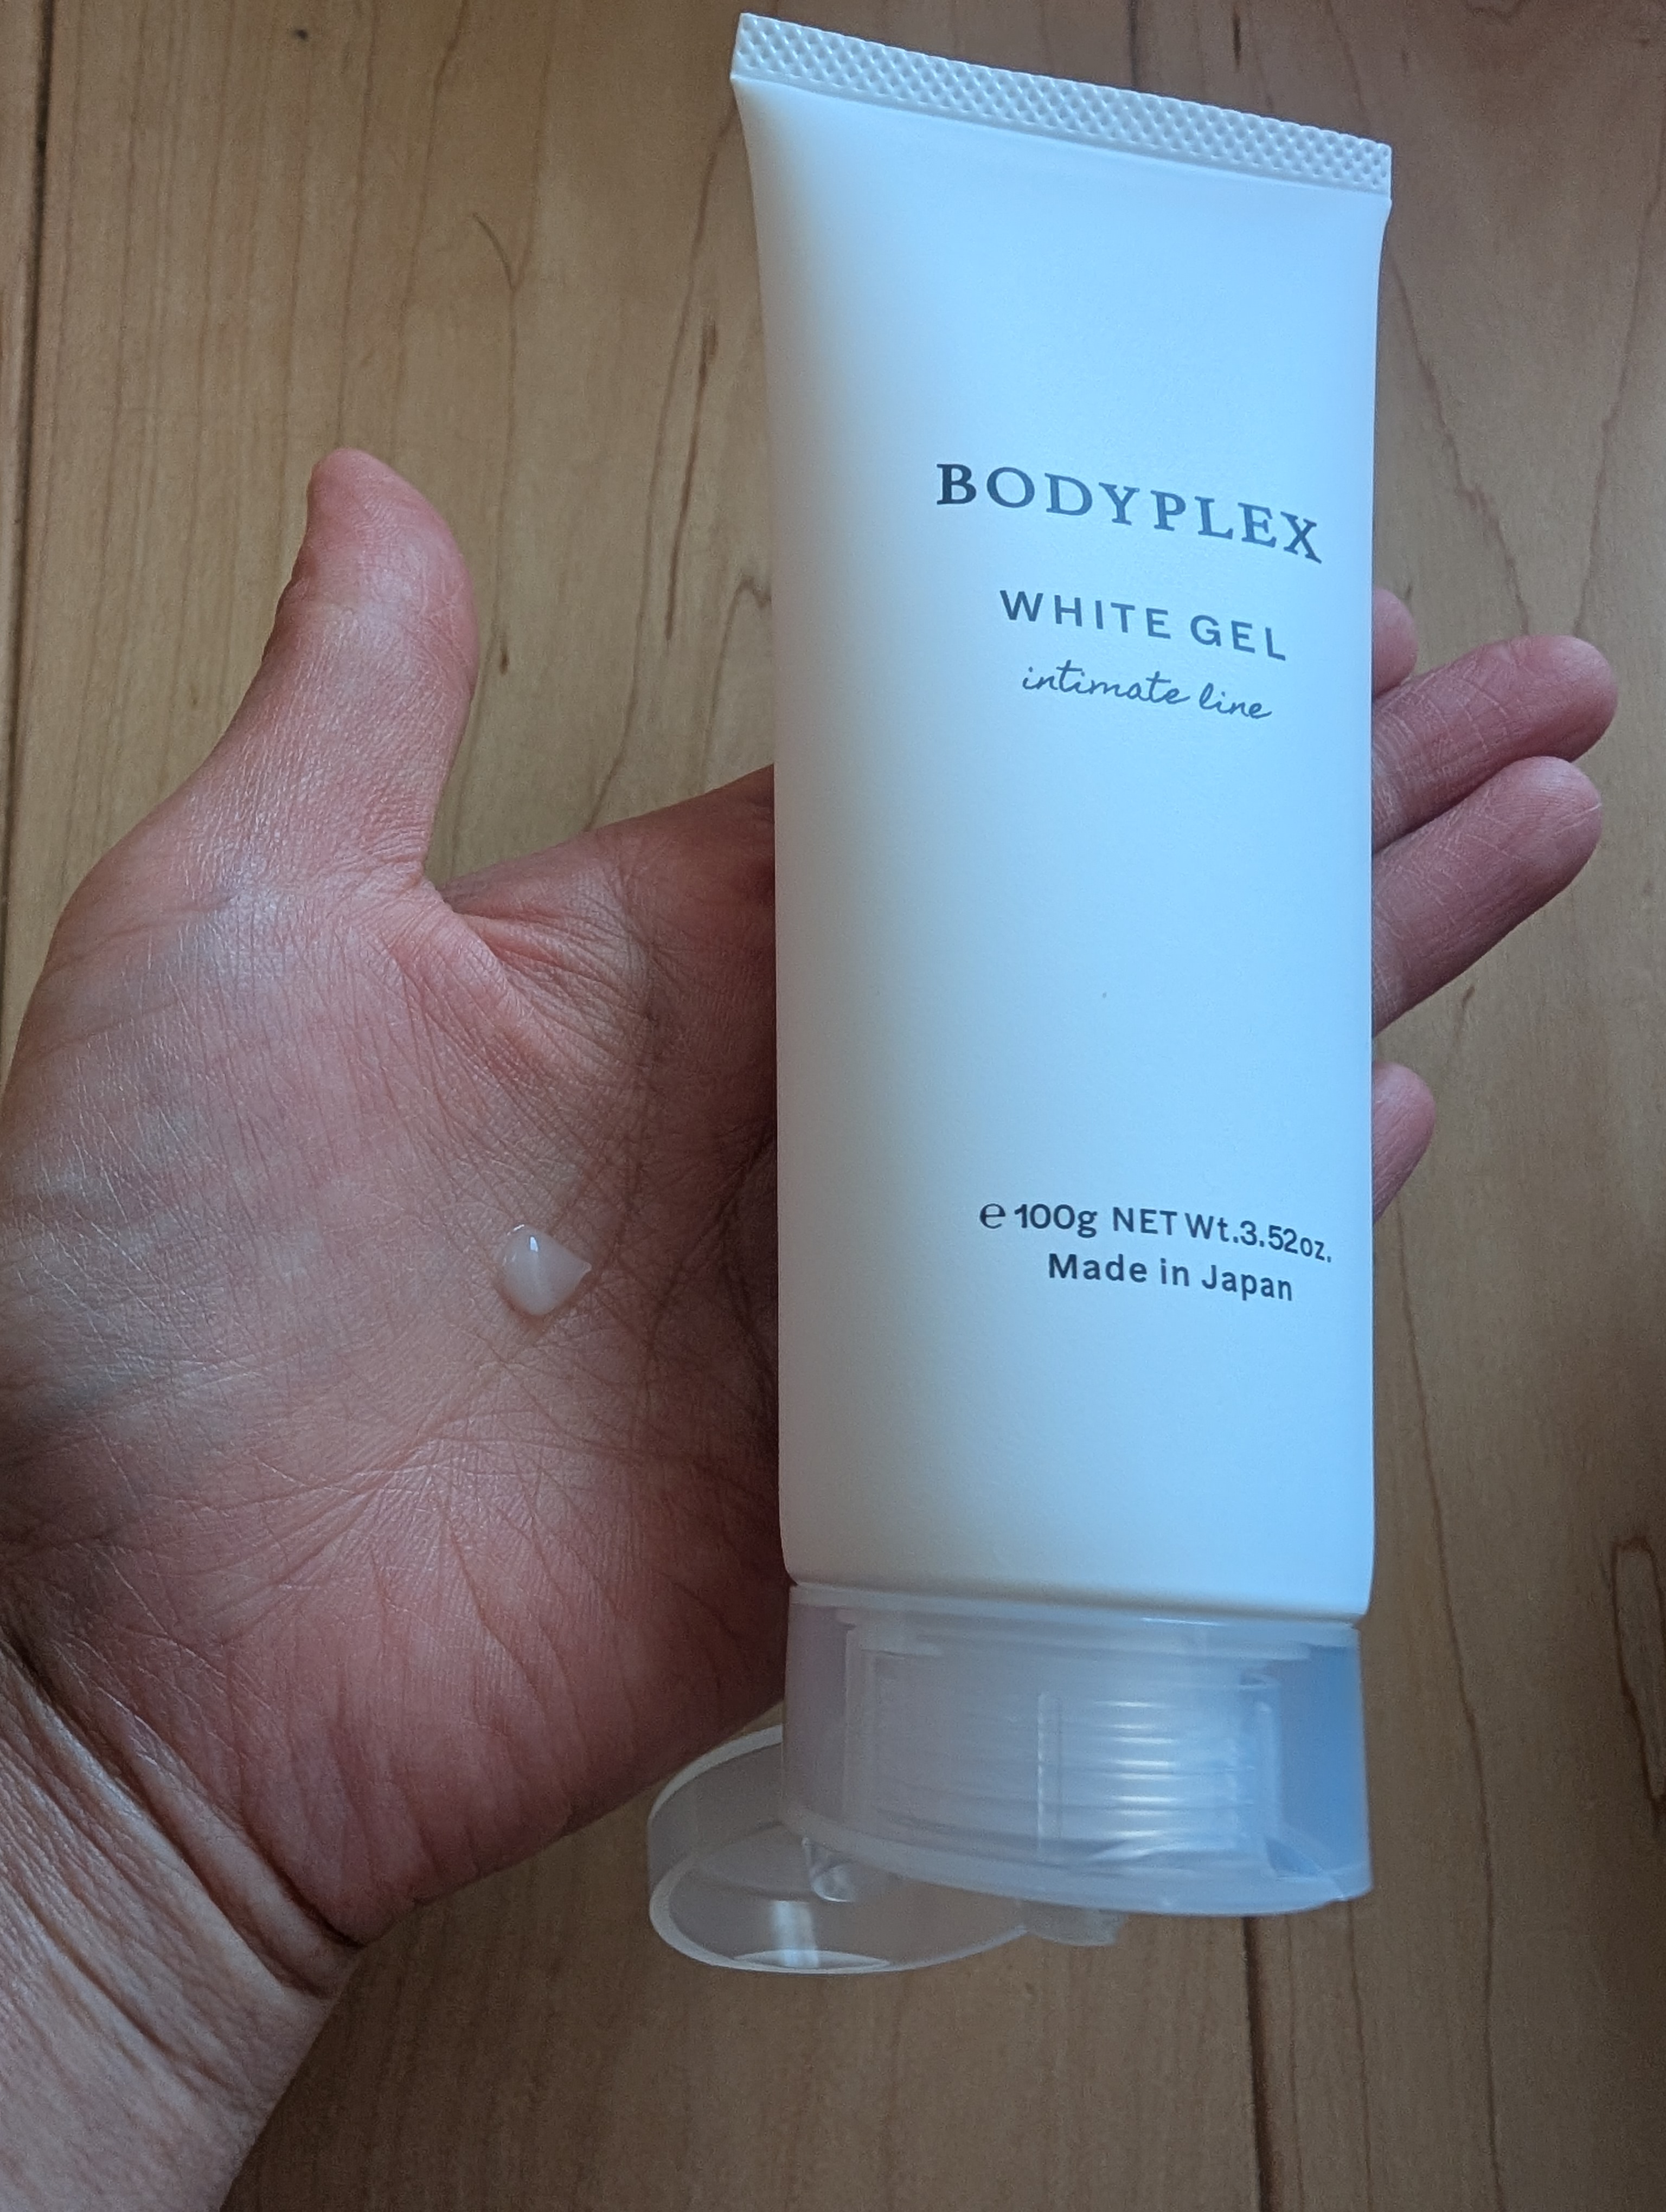 BODYPLEX
WHITE GEL
intimate line
℮ 100g NET Wt.3.52oz.
Made in Japan